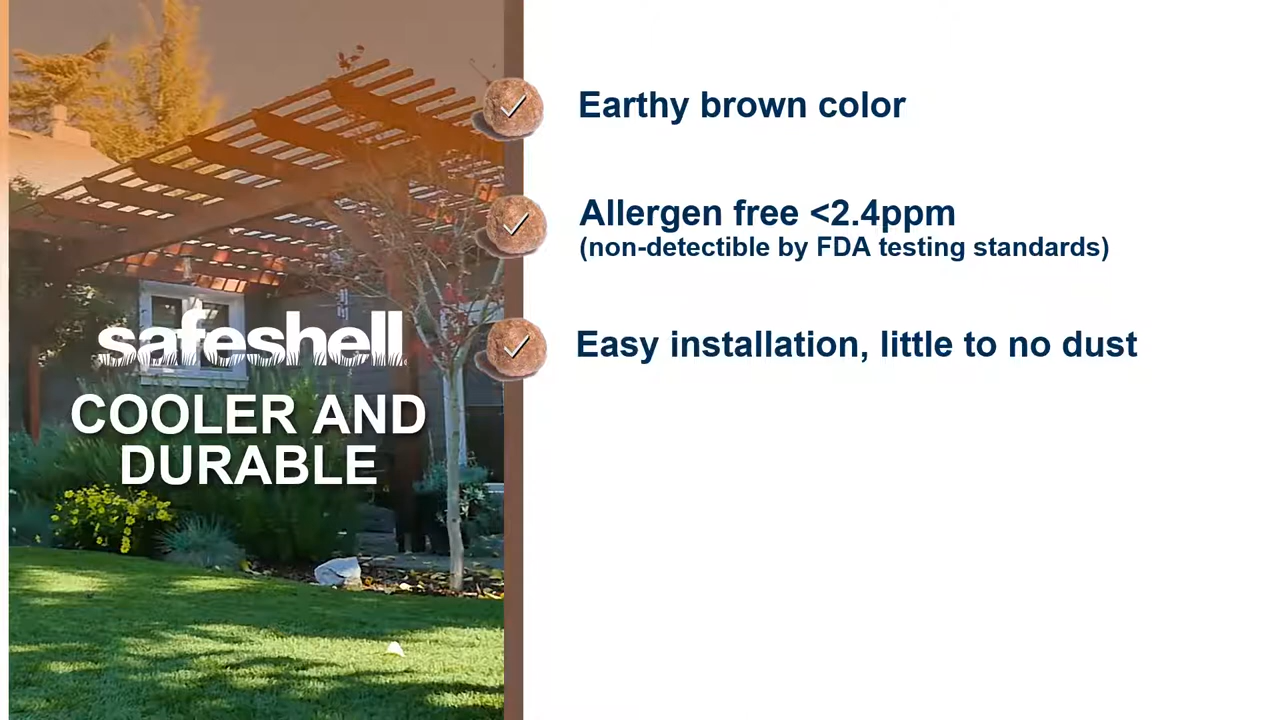 safeshell
COOLER AND
DURABLE
Earthy brown color
Allergen free <2.4ppm
(non-detectible by FDA testing standards)
Easy installation, little to no dust